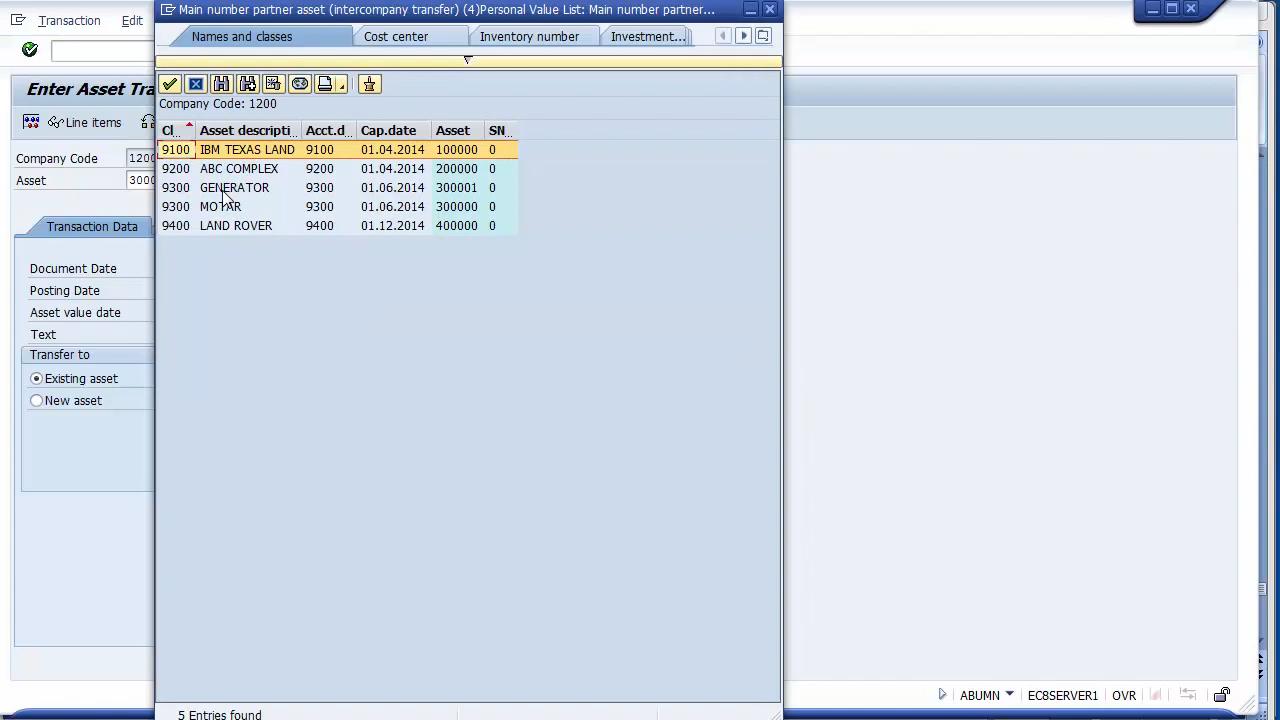 Main number partner asset (intercompany transfer) (4)Personal Value List: Main number partner...
Transaction Edit
Names and classes Cost center Inventory number Investment...
Enter Asset Tra
Company Code: 1200
Line items
Cl.. Asset descripti.. Acct.d.. Cap.date Asset SN..
9100 IBM TEXAS LAND 9100 01.04.2014 100000 0
9200 ABC COMPLEX 9200 01.04.2014 200000 0
9300 GENERATOR 9300 01.06.2014 300001 0
9300 MOTAR 9300 01.06.2014 300000 0
9400 LAND ROVER 9400 01.12.2014 400000 0
Company Code 1200
Asset 3000
Transaction Data
Document Date
Posting Date
Asset value date
Text
Transfer to
Existing asset
New asset
5 Entries found
ABUMN EC8SERVER1 OVR